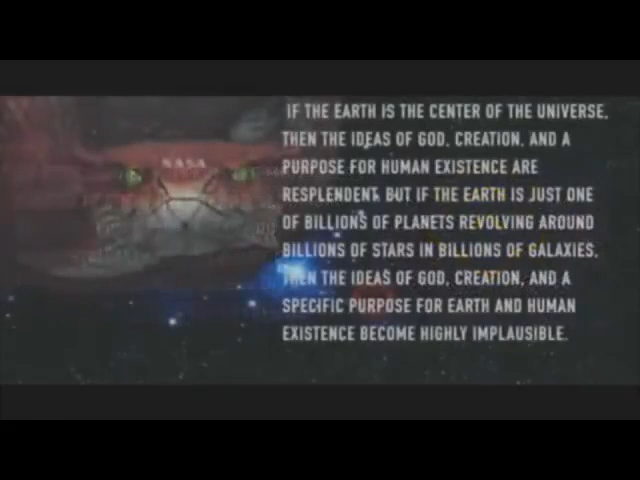 NASA
IF THE EARTH IS THE CENTER OF THE UNIVERSE,
THEN THE IDEAS OF GOD, CREATION, AND A
PURPOSE FOR HUMAN EXISTENCE ARE
RESPLENDENT. BUT IF THE EARTH IS JUST ONE
OF BILLIONS OF PLANETS REVOLVING AROUND
BILLIONS OF STARS IN BILLIONS OF GALAXIES,
THEN THE IDEAS OF GOD, CREATION, AND A
SPECIFIC PURPOSE FOR EARTH AND HUMAN
EXISTENCE BECOME HIGHLY IMPLAUSIBLE.